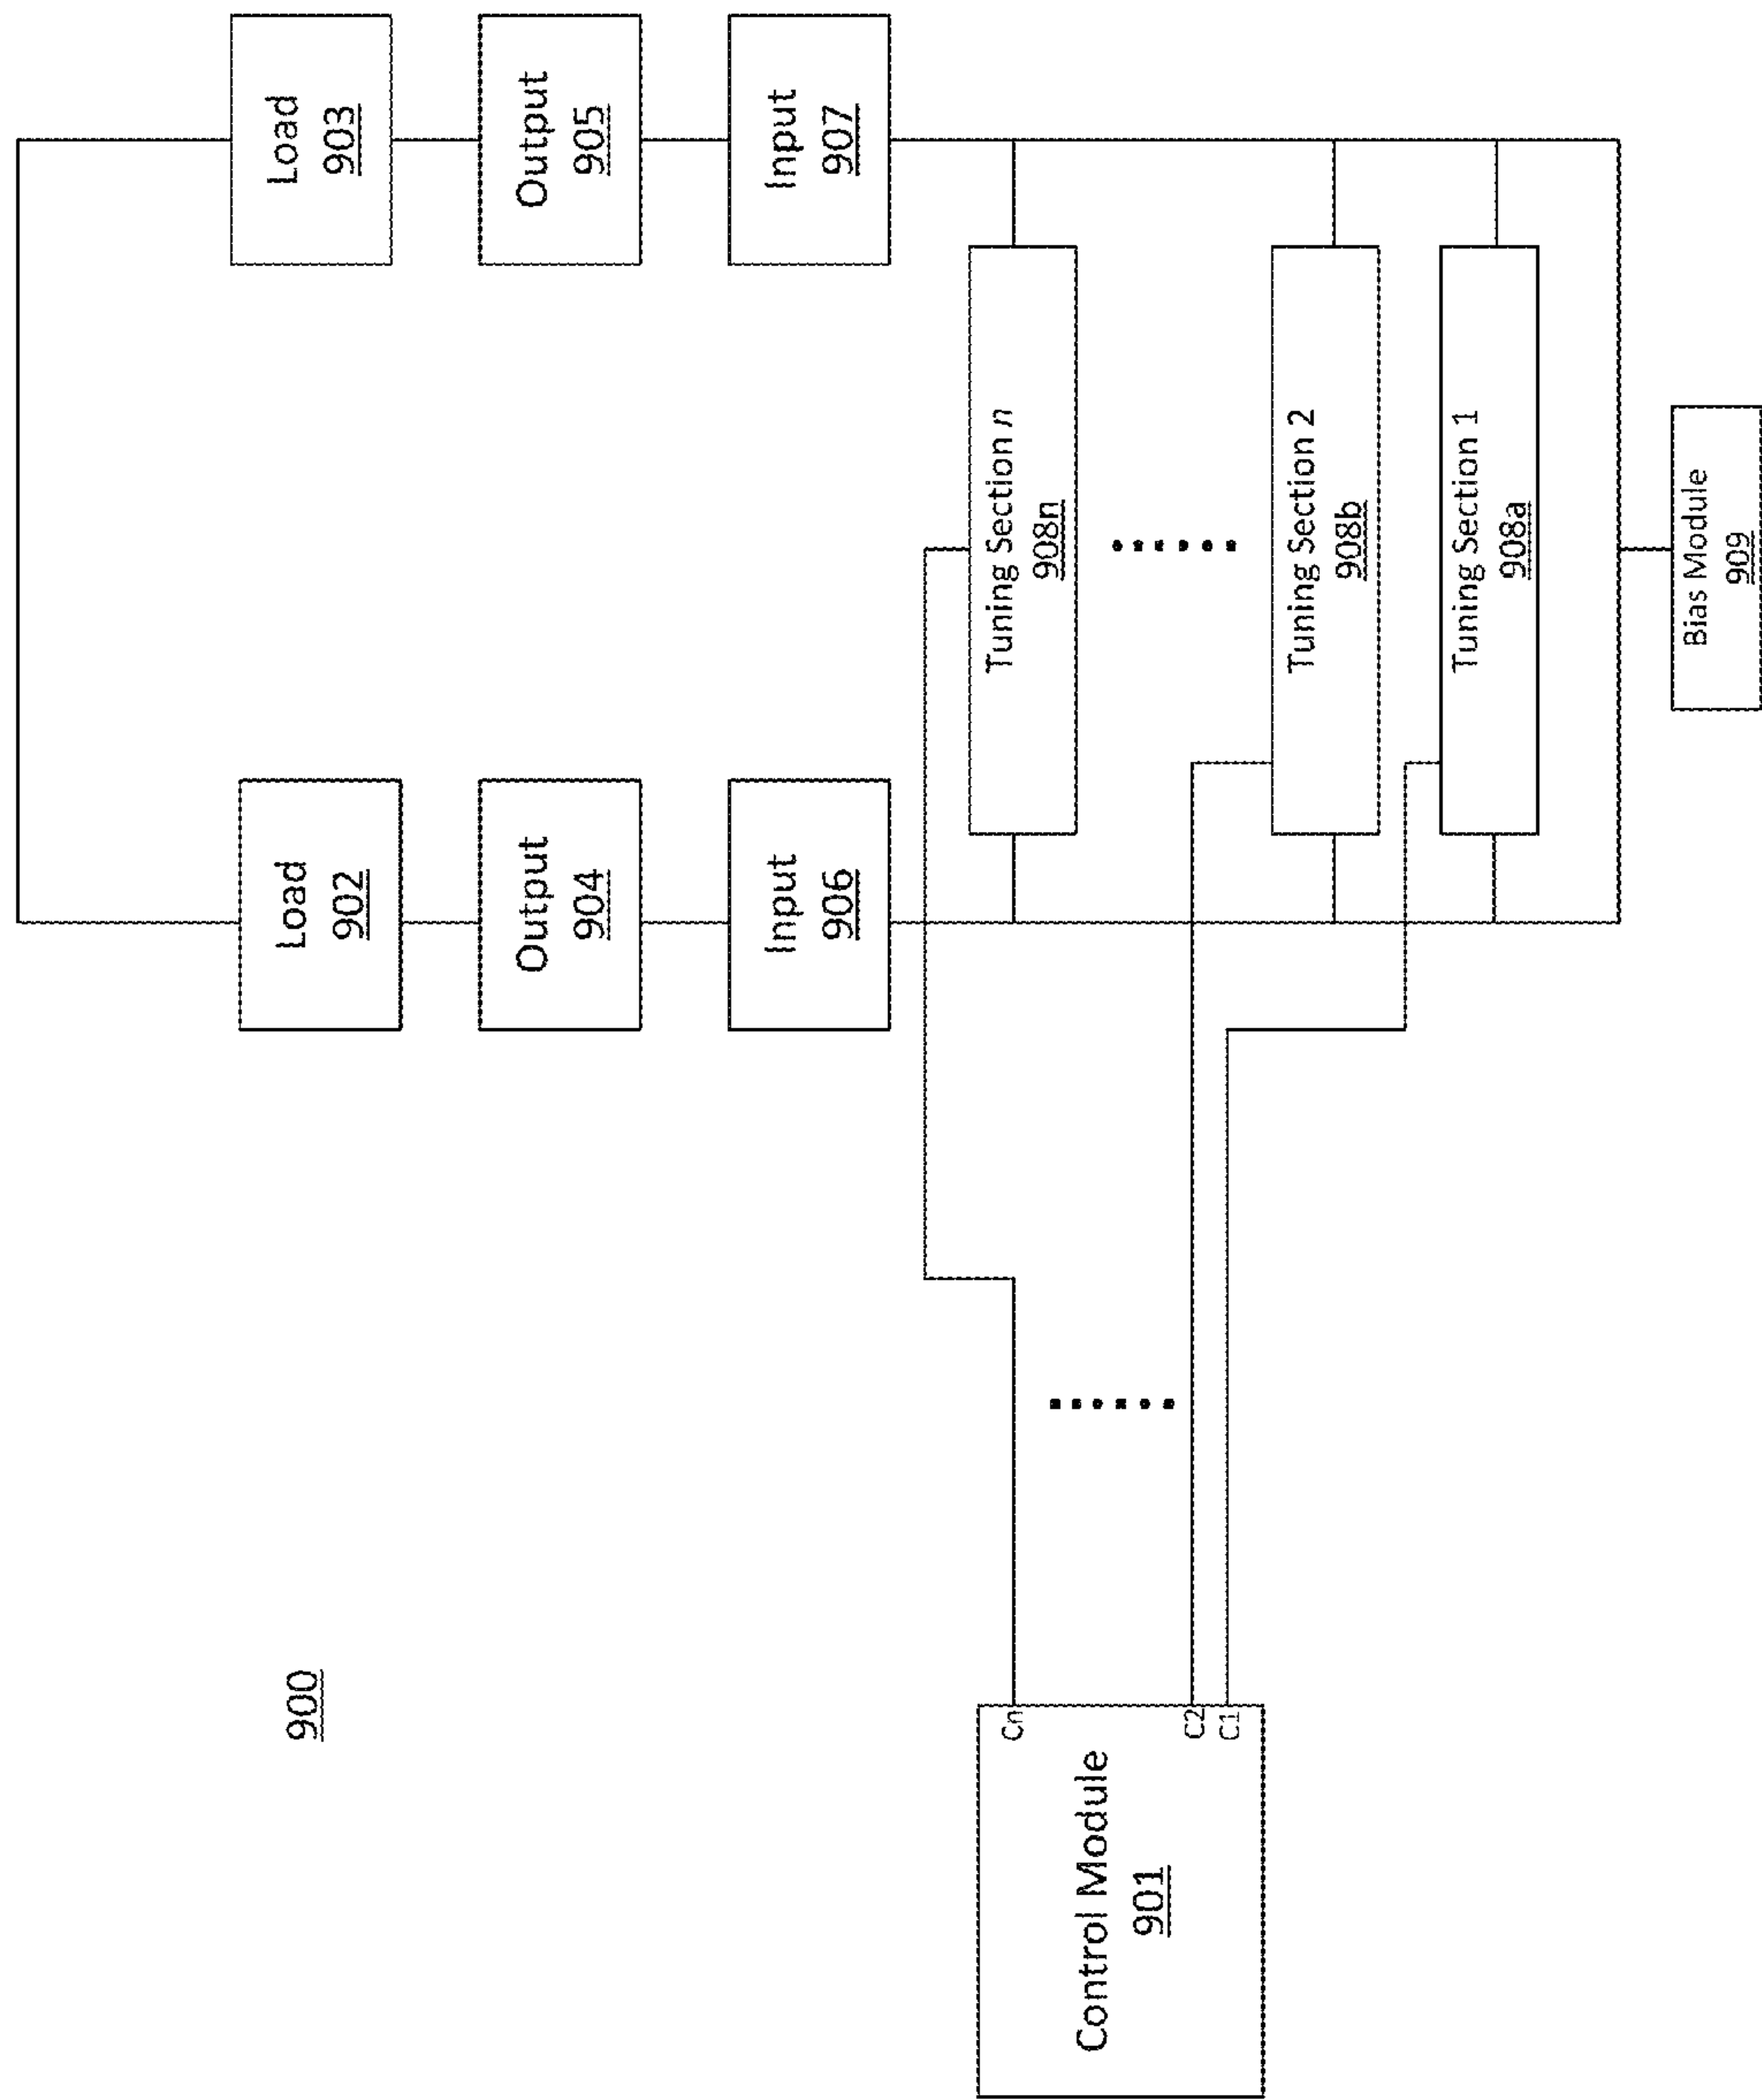 900
Load
902
Load
903
Output
904
Output
905
Input
906
Input
907
Tuning Section n
908n
Tuning Section 2
908b
Tuning Section 1
908a
Bias Module
909
Control Module
901
Cn
C2
C1